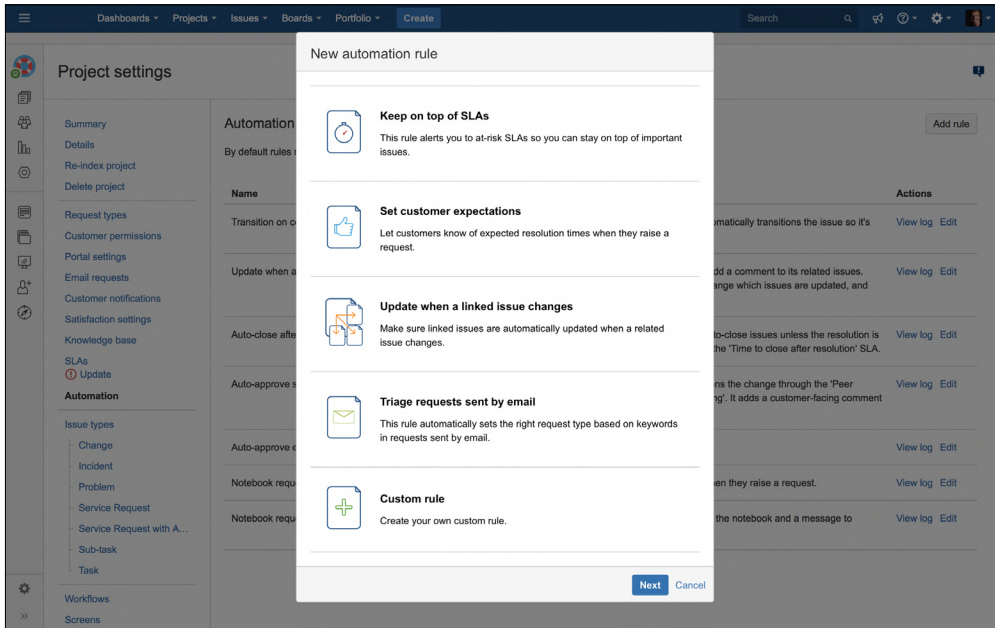 Dashboards Projects Issues Boards Portfolio Create Search
Project settings
Summary
Details
Re-index project
Delete project
Request types
Customer permissions
Portal settings
Email requests
Customer notifications
Satisfaction settings
Knowledge base
SLAs
Update
Automation
Issue types
Change
Incident
Problem
Service Request
Service Request with A...
Sub-task
Task
Workflows
Screens
Automation
Add rule
By default rules
Name Actions
Transition on omatically transitions the issue so it's View log Edit
Update when a dd a comment to its related issues. View log Edit
ange which issues are updated, and
Auto-close afte to-close issues unless the resolution is View log Edit
the 'Time to close after resolution' SLA.
Auto-approve s ns the change through the 'Peer View log Edit
ng'. It adds a customer-facing comment
Auto-approve e View log Edit
Notebook requ en they raise a request. View log Edit
Notebook requ the notebook and a message to View log Edit
New automation rule
Keep on top of SLAs
This rule alerts you to at-risk SLAs so you can stay on top of important
issues.
Set customer expectations
Let customers know of expected resolution times when they raise a
request.
Update when a linked issue changes
Make sure linked issues are automatically updated when a related
issue changes.
Triage requests sent by email
This rule automatically sets the right request type based on keywords
in requests sent by email.
Custom rule
Create your own custom rule.
Next Cancel